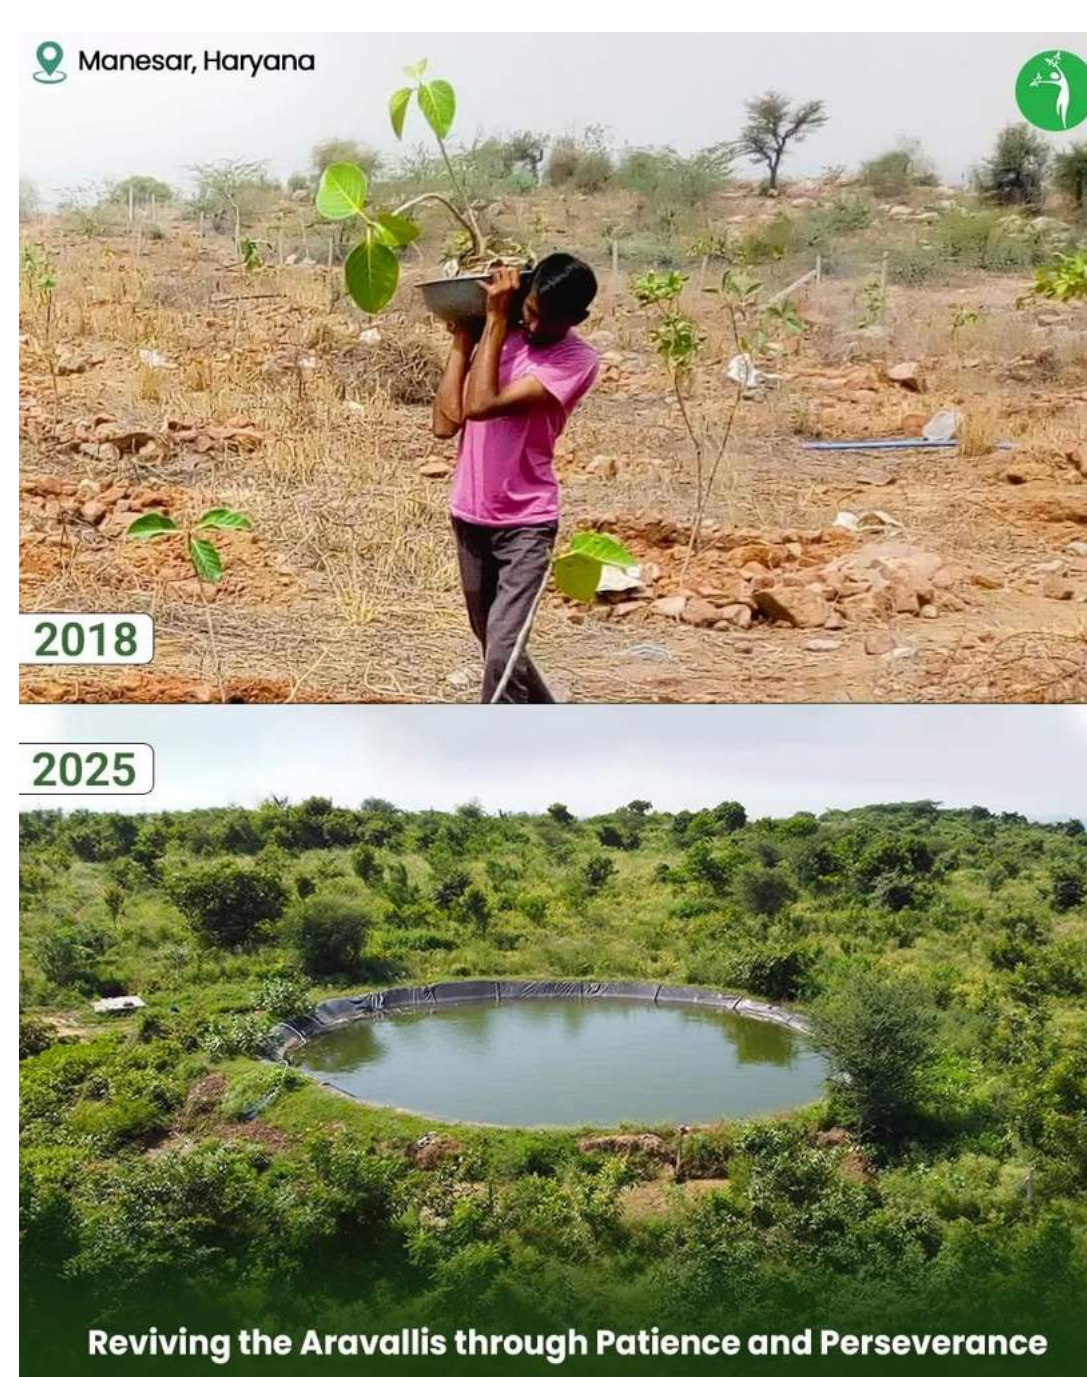 Manesar, Haryana
2018
2025
Reviving the Aravallis through Patience and Perseverance